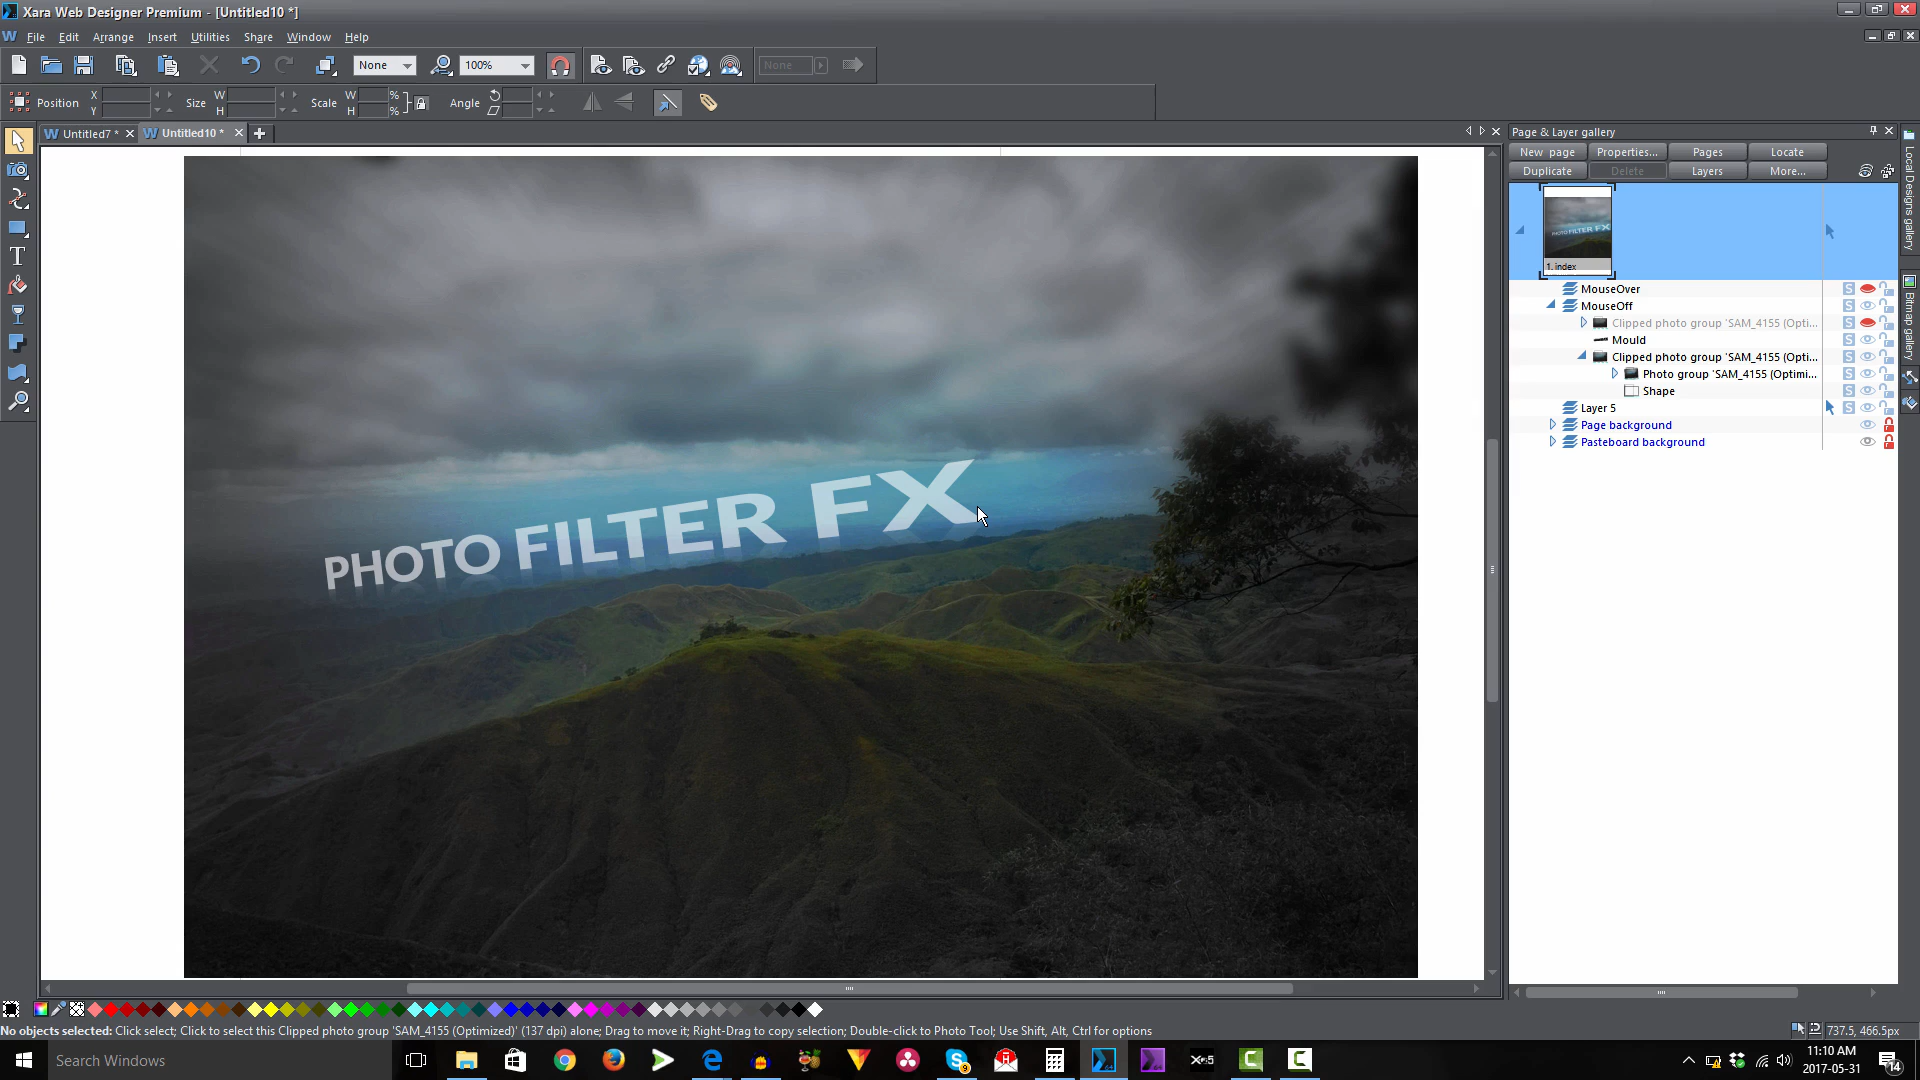 Xara Web Designer Premium - [Untitled10 *]
File Edit Arrange Insert Utilities Share Window Help
None 100% None
Position X Y Size W H Scale W % H % Angle
Untitled7 * Untitled10 *
PHOTO FILTER FX
Page & Layer gallery
New page Properties... Pages Locate
Duplicate Delete Layers More...
1. index
MouseOver S
MouseOff S
Clipped photo group 'SAM_4155 (Opti... S
Mould S
Clipped photo group 'SAM_4155 (Opti... S
Photo group 'SAM_4155 (Optimi... S
Shape S
Layer 5 S
Page background
Pasteboard background
Local Designs gallery
Bitmap gallery
No objects selected: Click select; Click to select this Clipped photo group 'SAM_4155 (Optimized)' (137 dpi) alone; Drag to move it; Right-Drag to copy selection; Double-click to Photo Tool; Use Shift, Alt, Ctrl for options
737.5, 466.5px
Search Windows
11:10 AM
2017-05-31
14